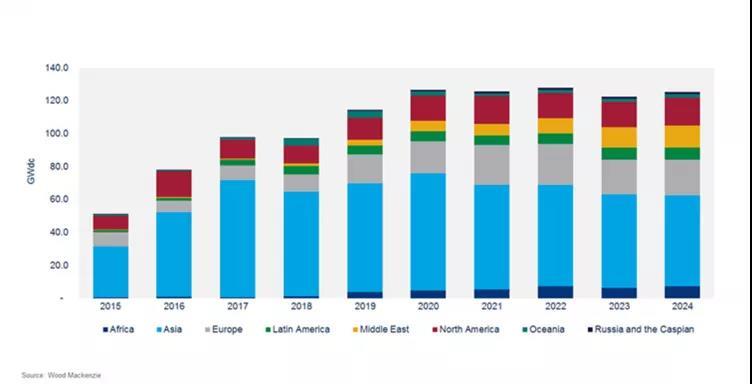 140.0
120.0
100.0
80.0
60.0
40.0
20.0
-
GWdc
2015 2016 2017 2018 2019 2020 2021 2022 2023 2024
Africa Asia Europe Latin America Middle East North America Oceania Russia and the Caspian
Source: Wood Mackenzie